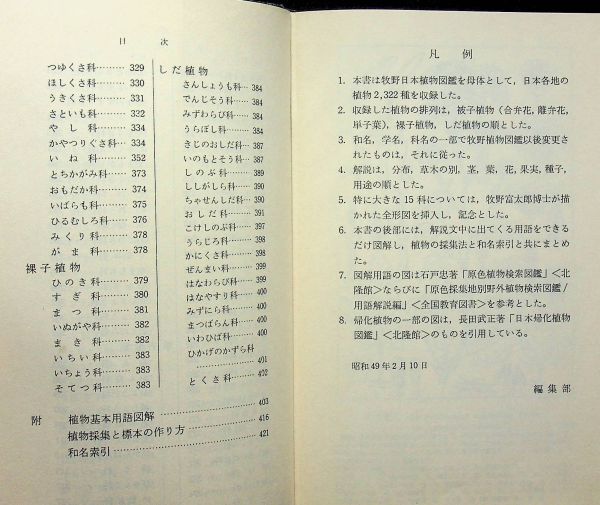 目次
つゆくさ科……… 329
ほしくさ科……… 330
うきくさ科……… 331
さといも科……… 332
やし科……… 334
かやつりぐさ科… 334
いね科……… 352
とちかがみ科…… 373
おもだか科……… 374
いばらも科……… 375
ひるむしろ科…… 376
みくり科……… 378
がま科……… 378
裸子植物
ひのき科……… 379
すぎ科……… 380
まつ科……… 381
いぬがや科……… 382
まき科……… 382
いちい科……… 383
いちょう科……… 383
そてつ科……… 383
しだ植物
さんしょうも科… 384
でんじそう科…… 384
みずわらび科…… 384
うらぼし科……… 384
きじのおしだ科… 387
いのもとそう科… 387
しのぶ科……… 389
ししがしら科…… 389
ちゃせんしだ科… 390
おしだ科……… 391
こけしのぶ科…… 397
うらじろ科……… 398
かにくさ科……… 398
ぜんまい科……… 399
はなわらび科…… 399
はなやすり科…… 400
みずにら科……… 400
まつばらん科…… 400
いわひば科……… 400
ひかげのかずら科
……… 401
とくさ科……… 402
附 植物基本用語図解……… 403
植物採集と標本の作り方……… 416
和名索引……… 421
凡例
1. 本書は牧野日本植物図鑑を母体として，日本各地の
植物2,322種を収録した。
2. 収録した植物の排列は，被子植物（合弁花，離弁花，
単子葉），裸子植物，しだ植物の順とした。
3. 和名，学名，科名の一部で牧野植物図鑑以後変更さ
れたものは，それに従った。
4. 解説は，分布，草木の別，茎，葉，花，果実，種子，
用途の順とした。
5. 特に大きな15科については，牧野富太郎博士が描
かれた全形図を挿入し，記念とした。
6. 本書の後部には，解説文中に出てくる用語をできる
だけ図解し，植物の採集法と和名索引と共にまとめ
た。
7. 図解用語の図は石戸忠著「原色植物検索図鑑」＜北
隆館＞ならびに「原色採集地別野外植物検索図鑑/
用語解説編」＜全国教育図書＞を参考とした。
8. 帰化植物の一部の図は，長田武正著「日本帰化植物
図鑑」＜北隆館＞のものを引用している。
昭和49年2月10日
編集部